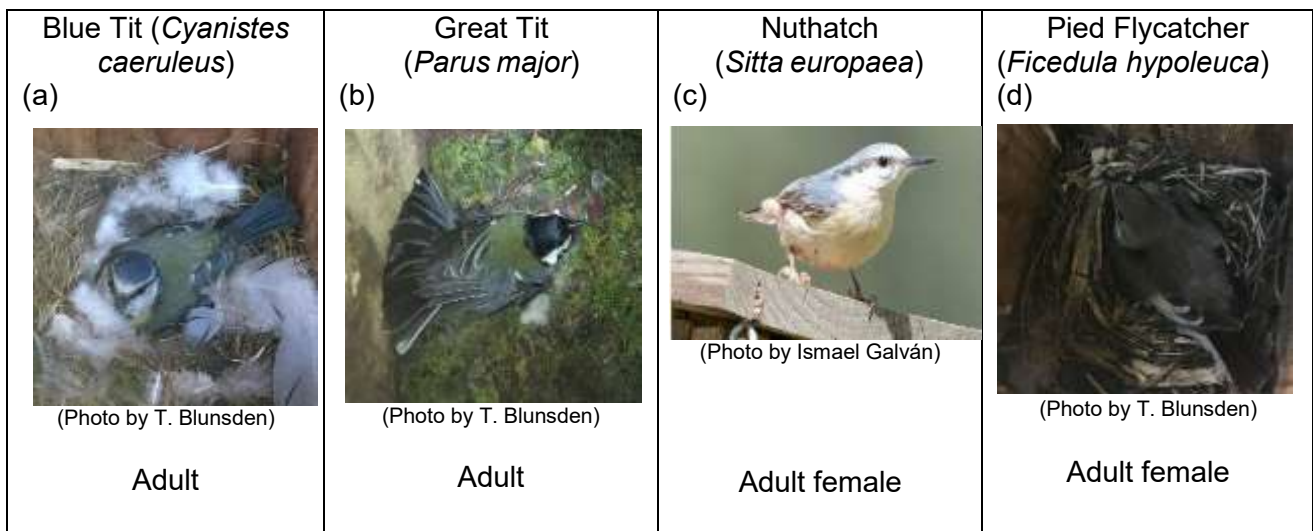 Blue Tit (Cyanistes
caeruleus)
(a)
(Photo by T. Blunsden)
Adult
Great Tit
(Parus major)
(b)
(Photo by T. Blunsden)
Adult
Nuthatch
(Sitta europaea)
(c)
(Photo by Ismael Galván)
Adult female
Pied Flycatcher
(Ficedula hypoleuca)
(d)
(Photo by T. Blunsden)
Adult female